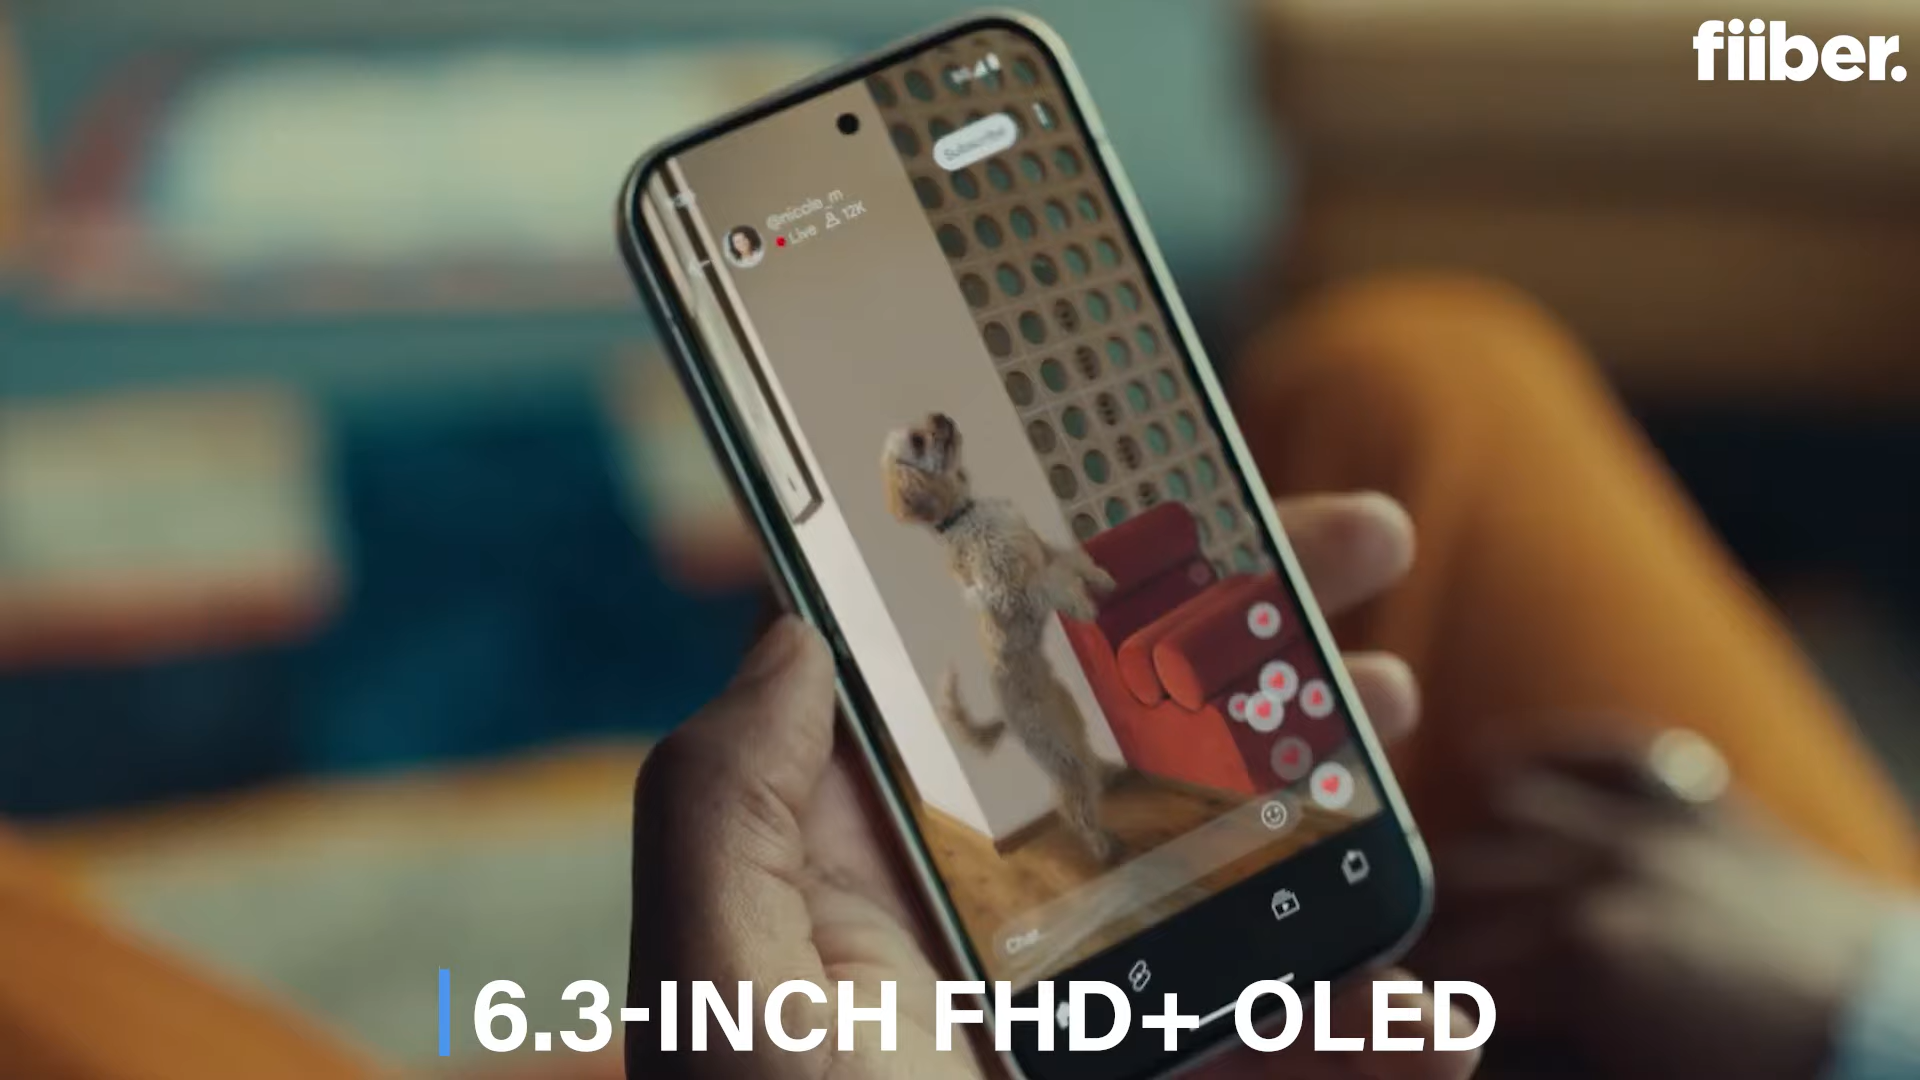 fiiber.
Subscribe
@nicole_m
Live 12K
Chat...
6.3-INCH FHD+ OLED